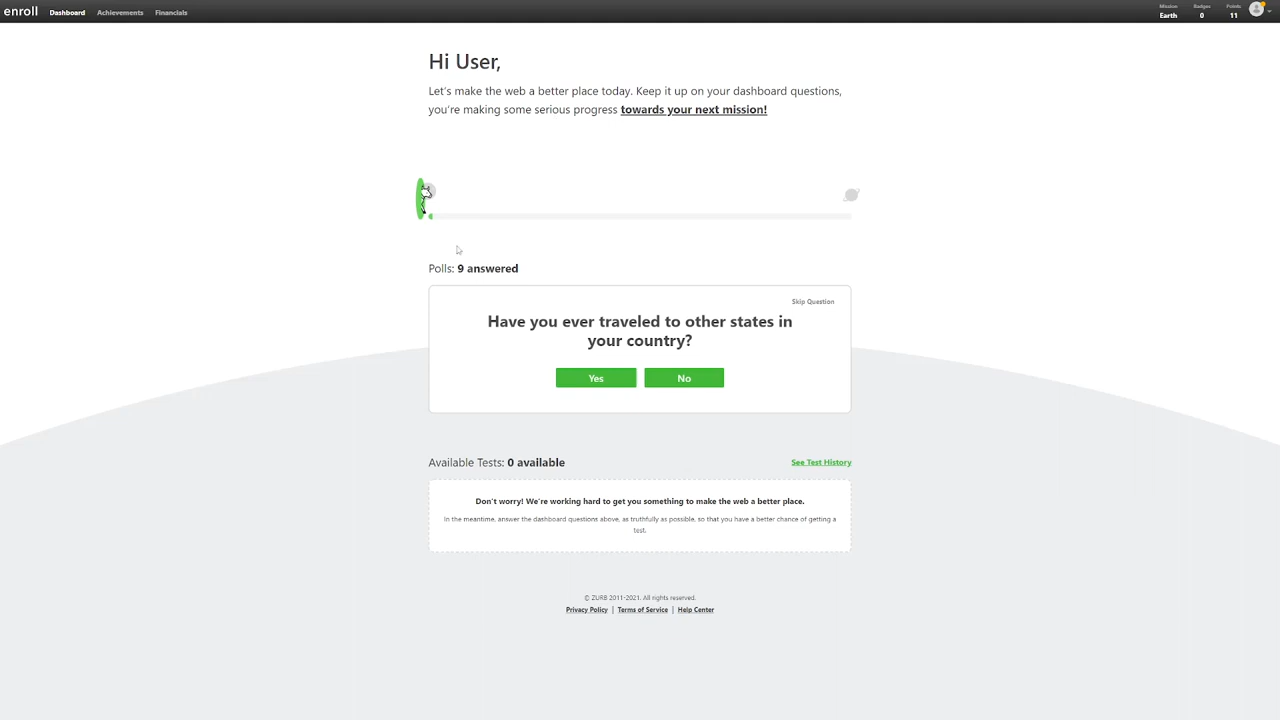 enroll Dashboard Achievements Financials
Mission Badges Points
Earth 0 11
Hi User,
Let's make the web a better place today. Keep it up on your dashboard questions,
you're making some serious progress towards your next mission!
Polls: 9 answered
Skip Question
Have you ever traveled to other states in
your country?
Yes No
Available Tests: 0 available See Test History
Don't worry! We're working hard to get you something to make the web a better place.
In the meantime, answer the dashboard questions above, as truthfully as possible, so that you have a better chance of getting a
test.
© ZURB 2011-2021. All rights reserved.
Privacy Policy | Terms of Service | Help Center